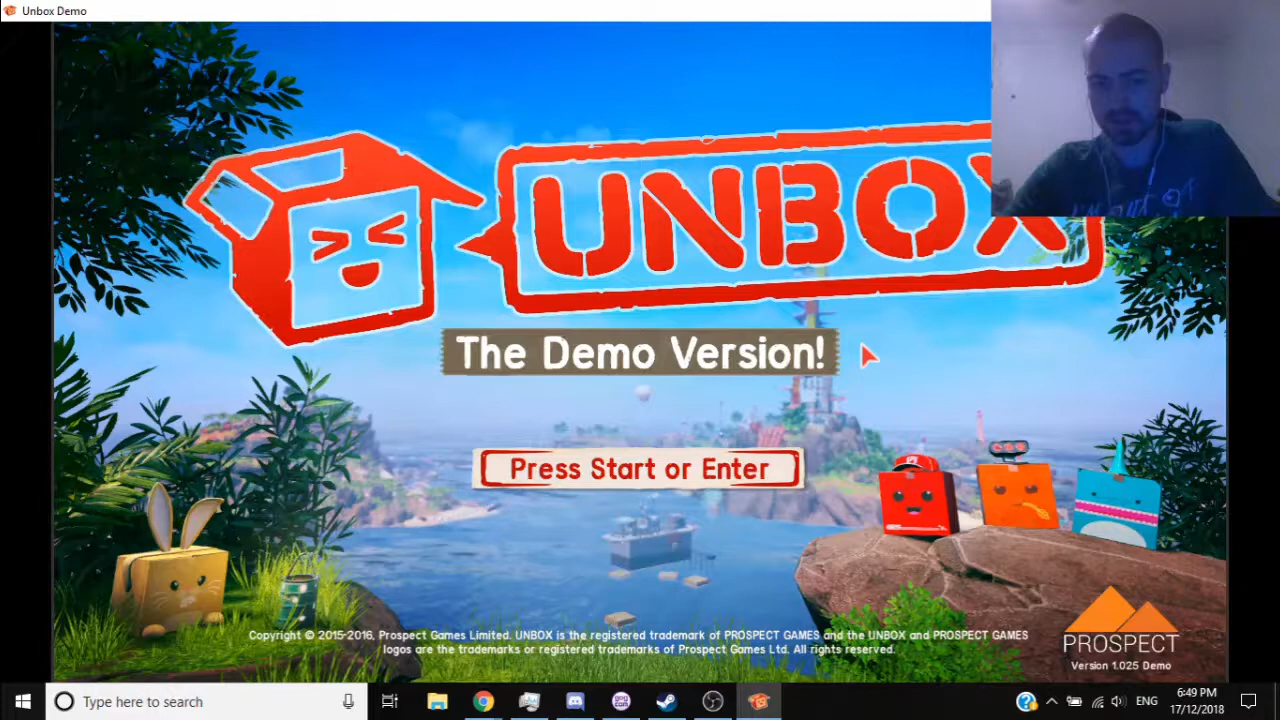 Unbox Demo
UNBOX
The Demo Version!
Press Start or Enter
Copyright © 2015-2016, Prospect Games Limited. UNBOX is the registered trademark of PROSPECT GAMES and the UNBOX and PROSPECT GAMES
logos are the trademarks or registered trademarks of Prospect Games Ltd. All rights reserved.
PROSPECT
Version 1.025 Demo
Type here to search
GOG.COM
ENG
6:49 PM
17/12/2018